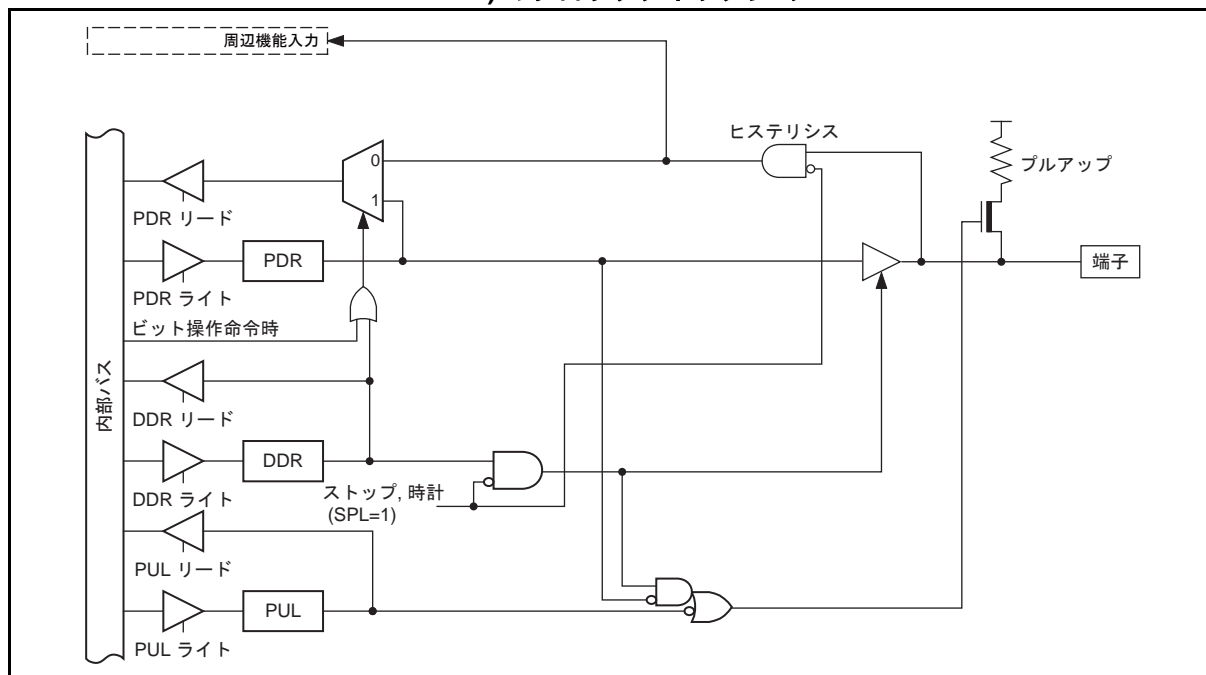 周辺機能入力
ヒステリシス
プルアップ
0
1
PDR リード
PDR
端子
PDR ライト
ビット操作命令時
内部バス
DDR リード
DDR
ストップ, 時計
(SPL=1)
DDR ライト
PUL リード
PUL
PUL ライト